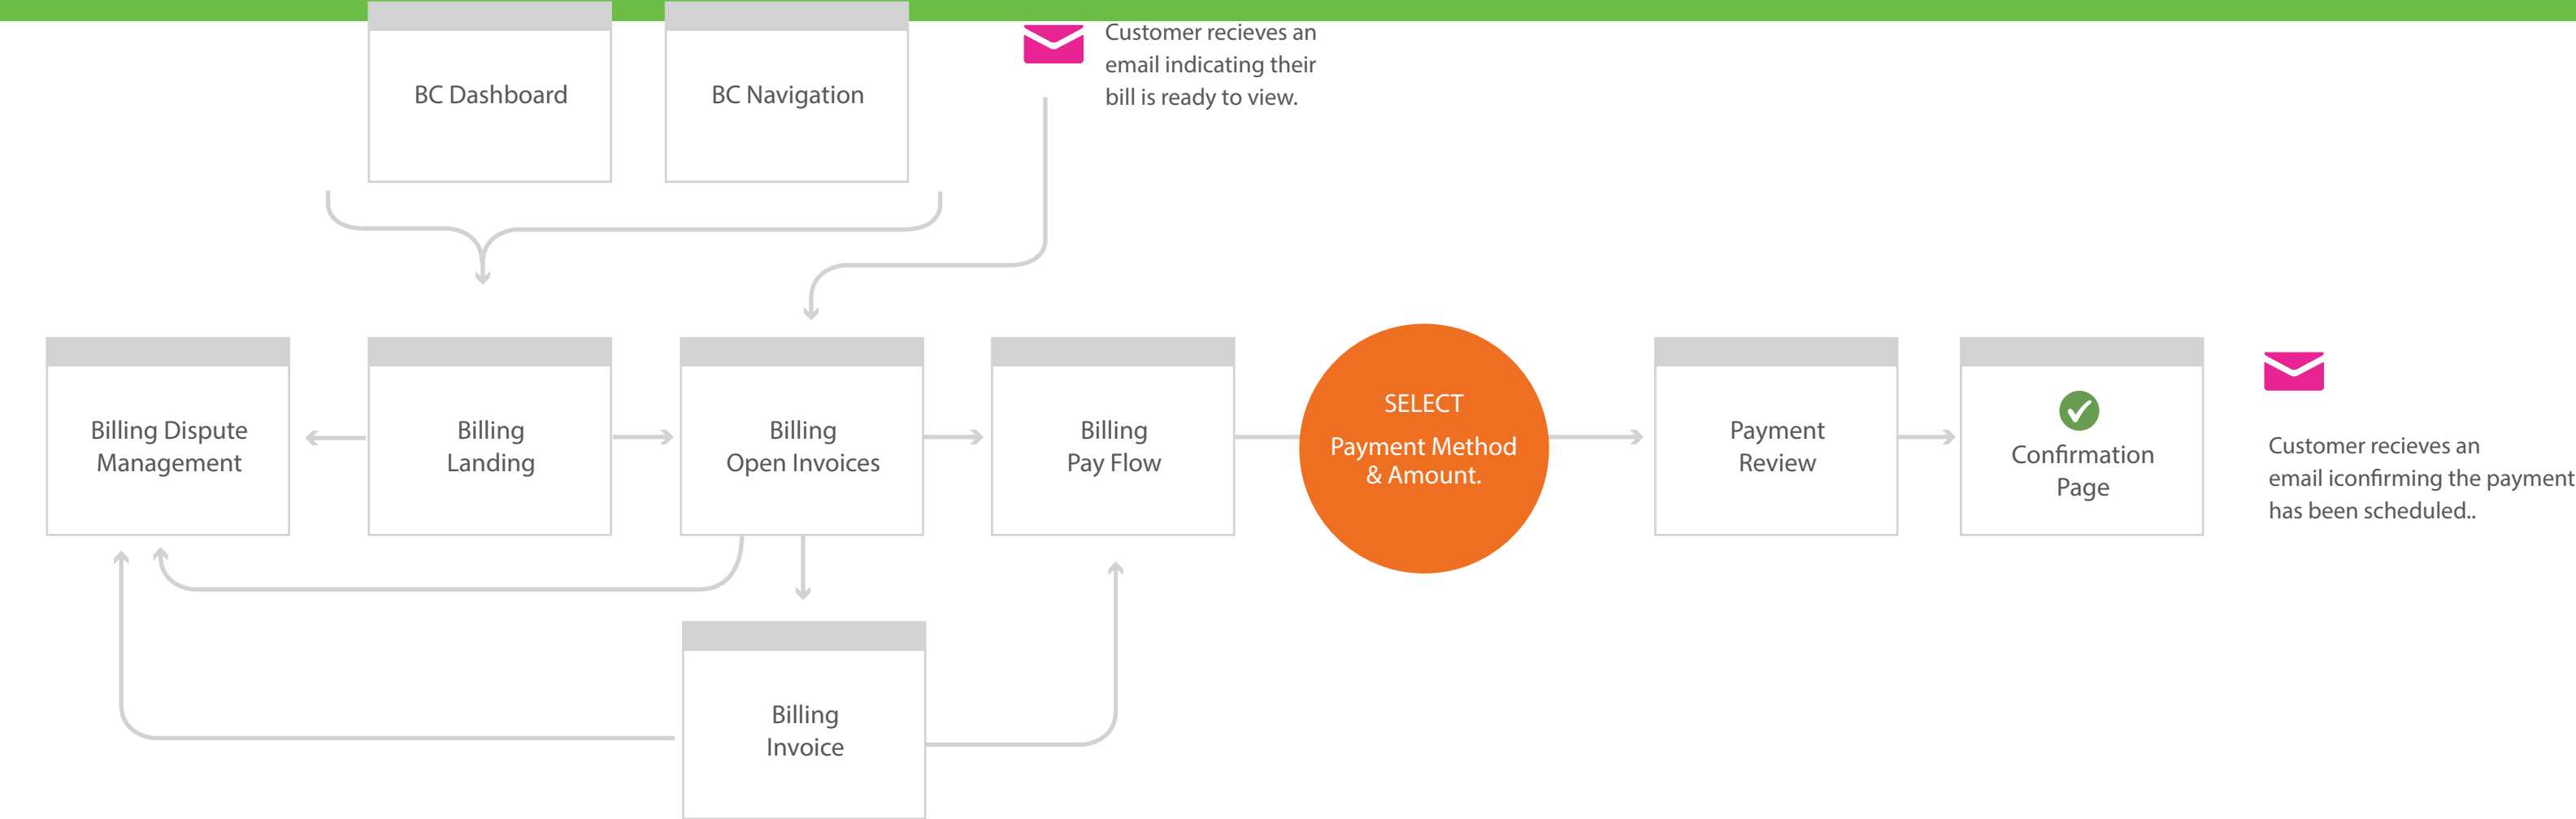 BC Dashboard
BC Navigation
Customer recieves an
email indicating their
bill is ready to view.
Billing Dispute
Management
Billing
Landing
Billing
Open Invoices
Billing
Pay Flow
SELECT
Payment Method
& Amount.
Payment
Review
Confirmation
Page
Customer recieves an
email iconfirming the payment
has been scheduled..
Billing
Invoice